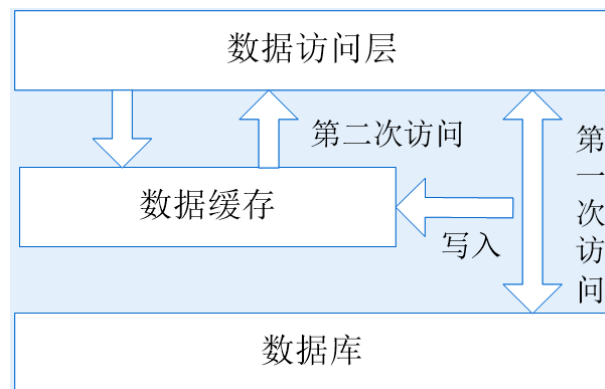 数据访问层
第二次访问
第一次访问
数据缓存
写入
数据库